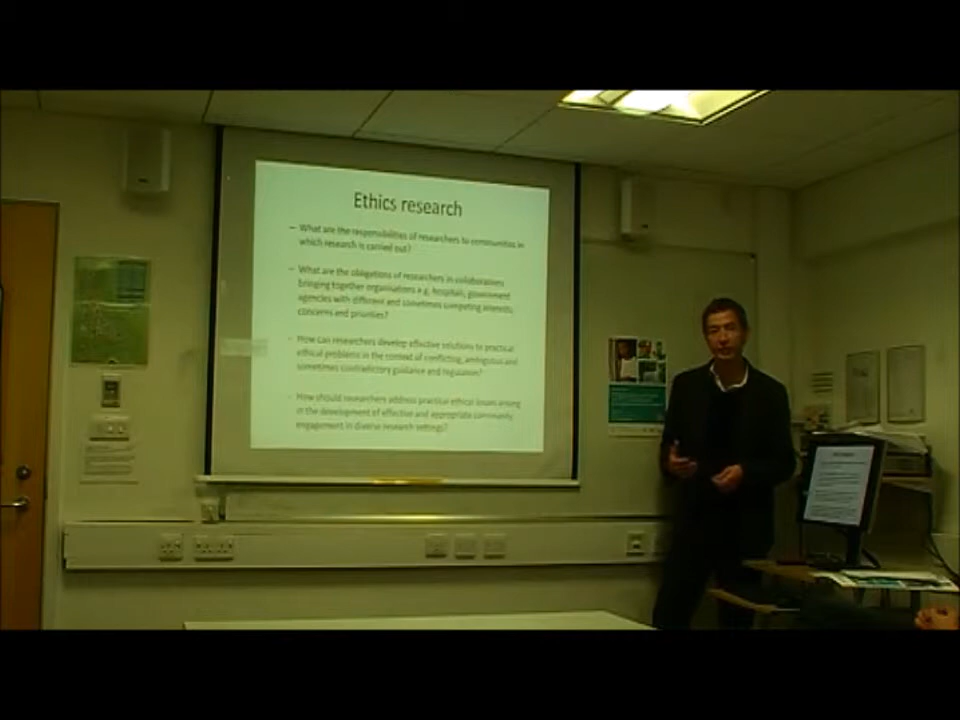 Ethics research
– What are the responsibilities of researchers to communities in
which research is carried out?
– What are the obligations of researchers in collaborations
bringing together organisations e.g. hospitals, government
agencies with different and sometimes competing interests,
concerns and priorities?
- How can researchers develop effective solutions to practical
ethical problems in the context of conflicting, ambiguous and
sometimes contradictory guidance and regulation?
- How should researchers address practical ethical issues arising
in the development of effective and appropriate community
engagement in diverse research settings?